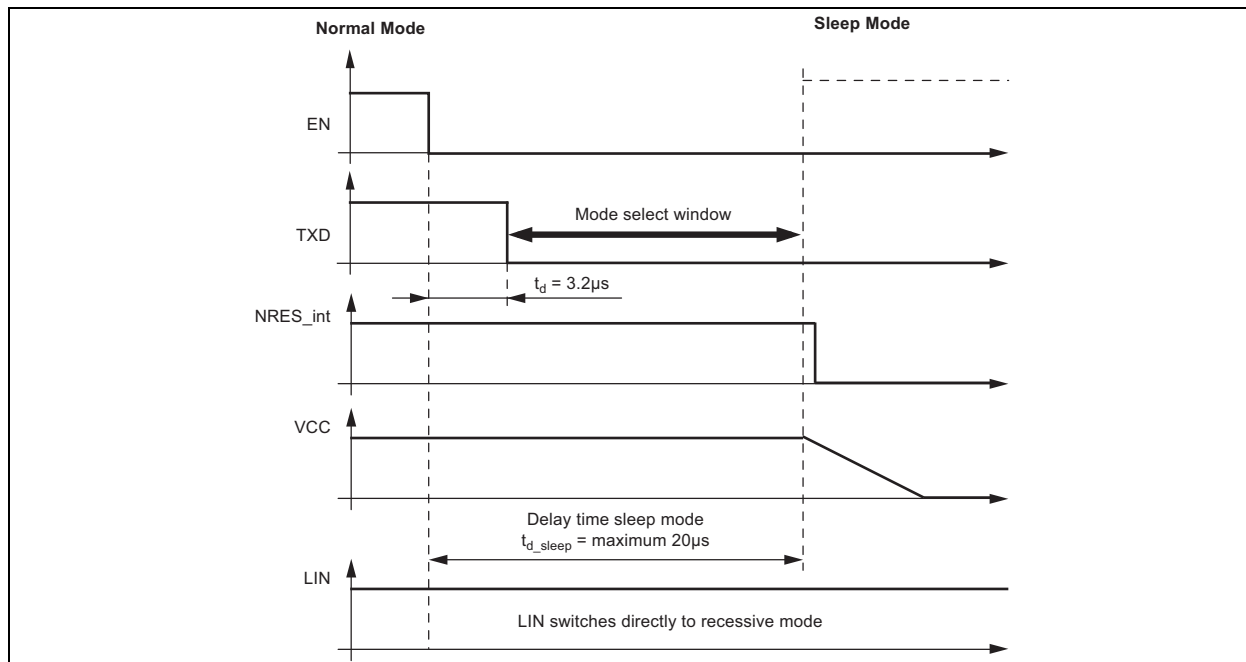 Normal Mode
Sleep Mode
EN
TXD
Mode select window
t_d = 3.2µs
NRES_int
VCC
Delay time sleep mode
t_d_sleep = maximum 20µs
LIN
LIN switches directly to recessive mode